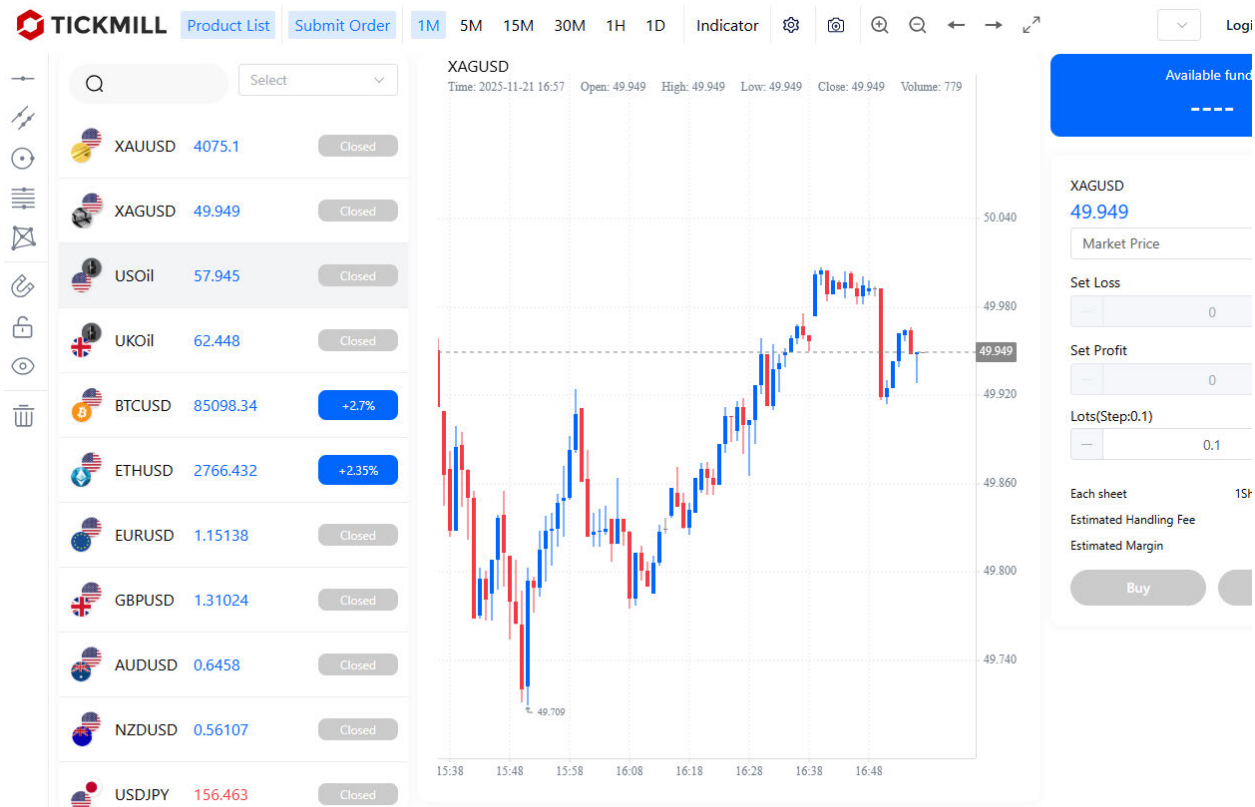 TICKMILL Product List Submit Order 1M 5M 15M 30M 1H 1D Indicator Logi
Select
XAUUSD 4075.1 Closed
XAGUSD 49.949 Closed
USOil 57.945 Closed
UKOil 62.448 Closed
BTCUSD 85098.34 +2.7%
ETHUSD 2766.432 +2.35%
EURUSD 1.15138 Closed
GBPUSD 1.31024 Closed
AUDUSD 0.6458 Closed
NZDUSD 0.56107 Closed
USDJPY 156.463 Closed
XAGUSD
Time: 2025-11-21 16:57 Open: 49.949 High: 49.949 Low: 49.949 Close: 49.949 Volume: 779
50.040
49.980
49.949
49.920
49.860
49.800
49.740
49.709
15:38 15:48 15:58 16:08 16:18 16:28 16:38 16:48
Available fund
----
XAGUSD
49.949
Market Price
Set Loss
0
Set Profit
0
Lots(Step:0.1)
0.1
Each sheet 1Sh
Estimated Handling Fee
Estimated Margin
Buy